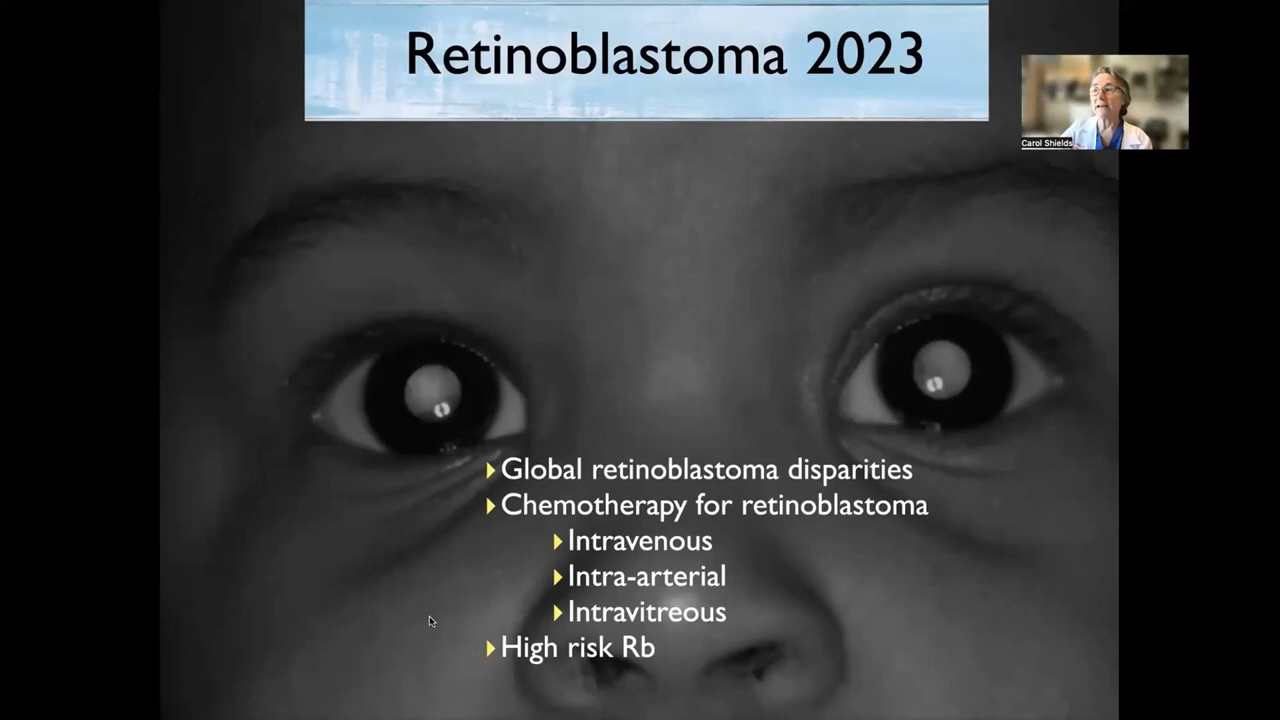 Retinoblastoma 2023
Carol Shields
Global retinoblastoma disparities
Chemotherapy for retinoblastoma
Intravenous
Intra-arterial
Intravitreous
High risk Rb